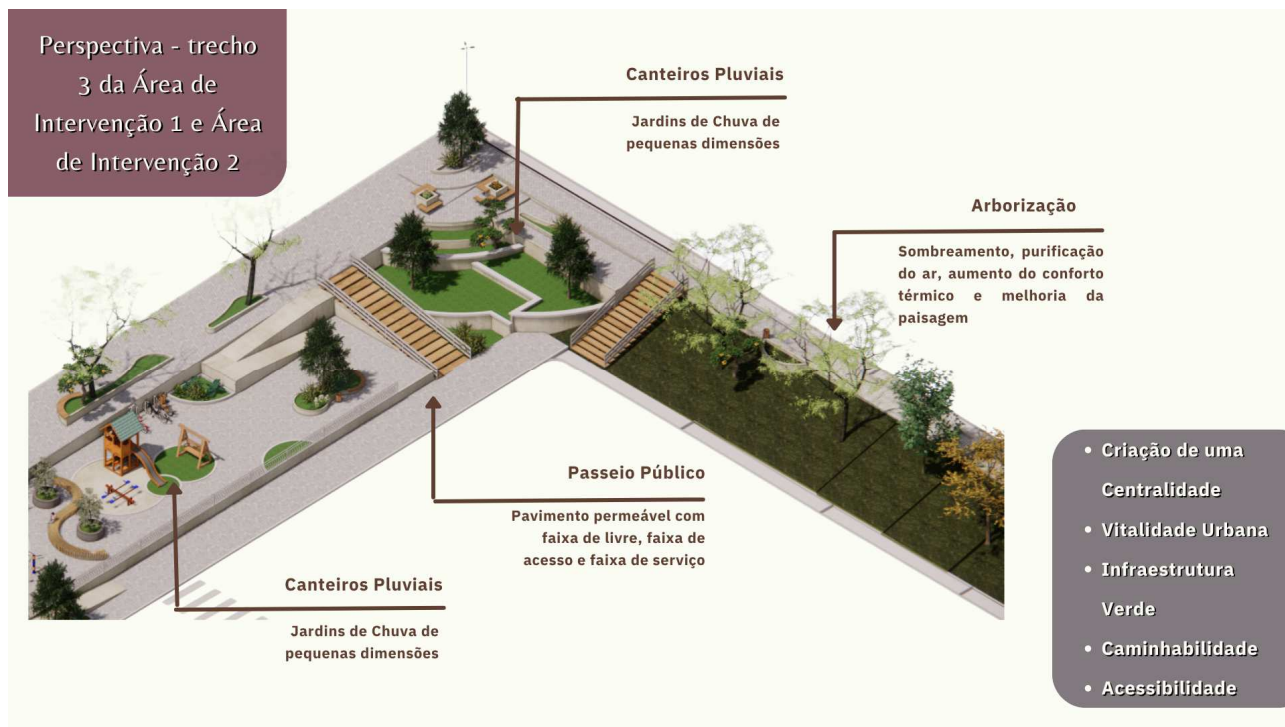 Perspectiva - trecho
3 da Área de
Intervenção 1 e Área
de Intervenção 2
Canteiros Pluviais
Jardins de Chuva de
pequenas dimensões
Arborização
Sombreamento, purificação
do ar, aumento do conforto
térmico e melhoria da
paisagem
Passeio Público
Pavimento permeável com
faixa de livre, faixa de
acesso e faixa de serviço
Canteiros Pluviais
Jardins de Chuva de
pequenas dimensões
• Criação de uma
Centralidade
• Vitalidade Urbana
• Infraestrutura
Verde
• Caminhabilidade
• Acessibilidade